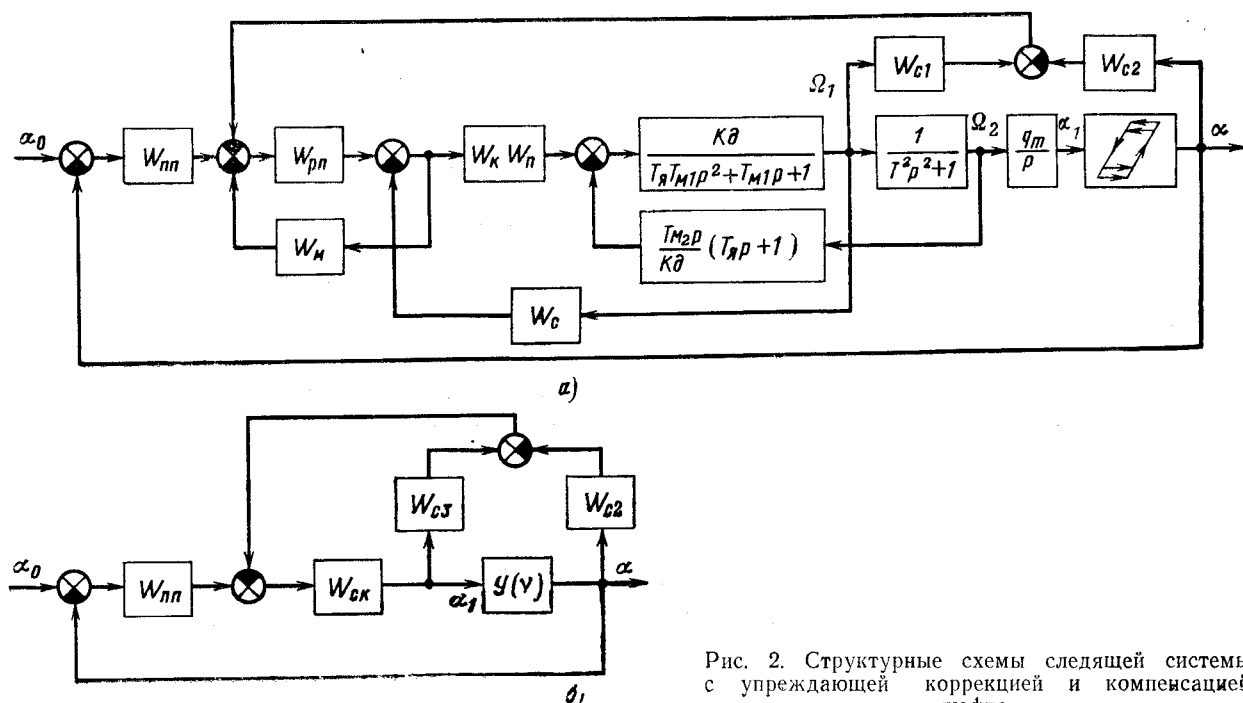 α₀
Wпп
Wрп
Wк Wп
Kд
TяTм1p²+Tм1p+1
Ω₁
Wс1
Wс2
1
T²p²+1
Ω₂
qm
p
α₁
α
Wм
Tм2p
Kд
(Tяp+1)
Wс
а)
α₀
Wпп
Wск
Wс3
Wс2
α₁
У(ν)
α
Рис. 2. Структурные схемы следящей системы
с упреждающей коррекцией и компенсацией